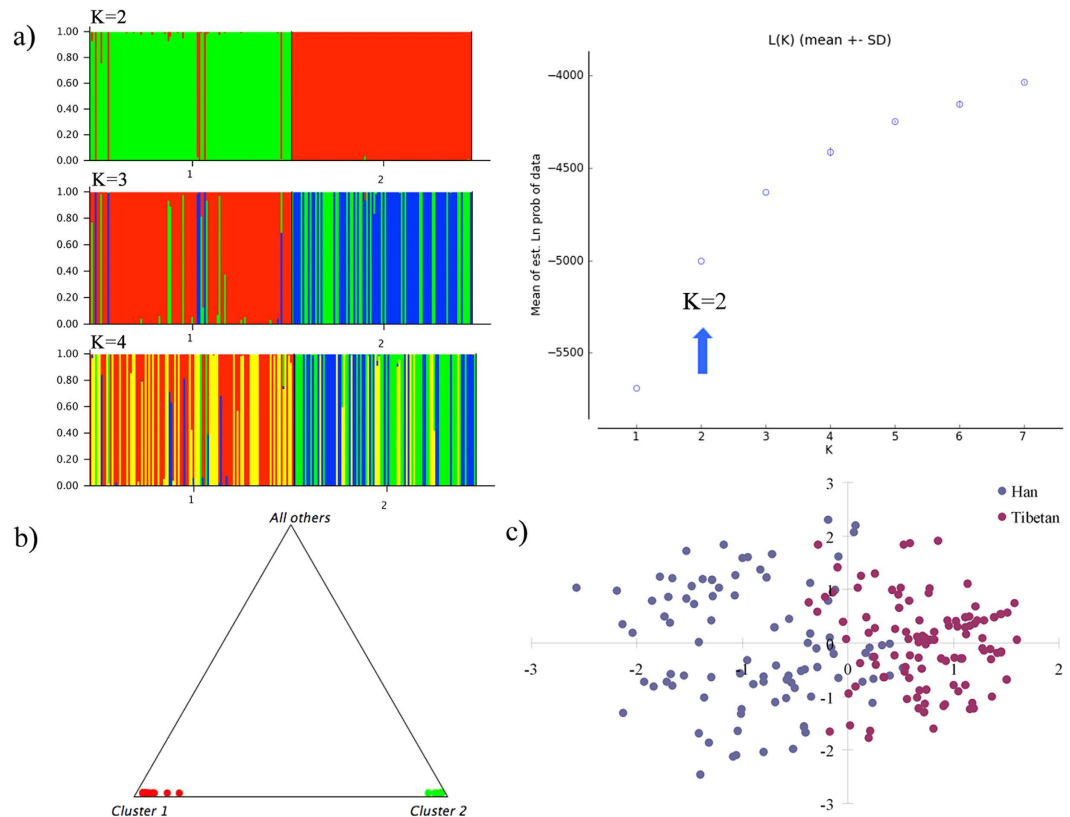 a)
K=2
1.00
0.80
0.60
0.40
0.20
0.00
1 2
K=3
1.00
0.80
0.60
0.40
0.20
0.00
1 2
K=4
1.00
0.80
0.60
0.40
0.20
0.00
1 2
L(K) (mean +- SD)
Mean of est. Ln prob of data
−4000
−4500
−5000
−5500
K=2
1 2 3 4 5 6 7
K
b)
All others
Cluster 1 Cluster 2
c)
Han
Tibetan
3
2
1
0
-1
-2
-3
-3 -2 -1 0 1 2